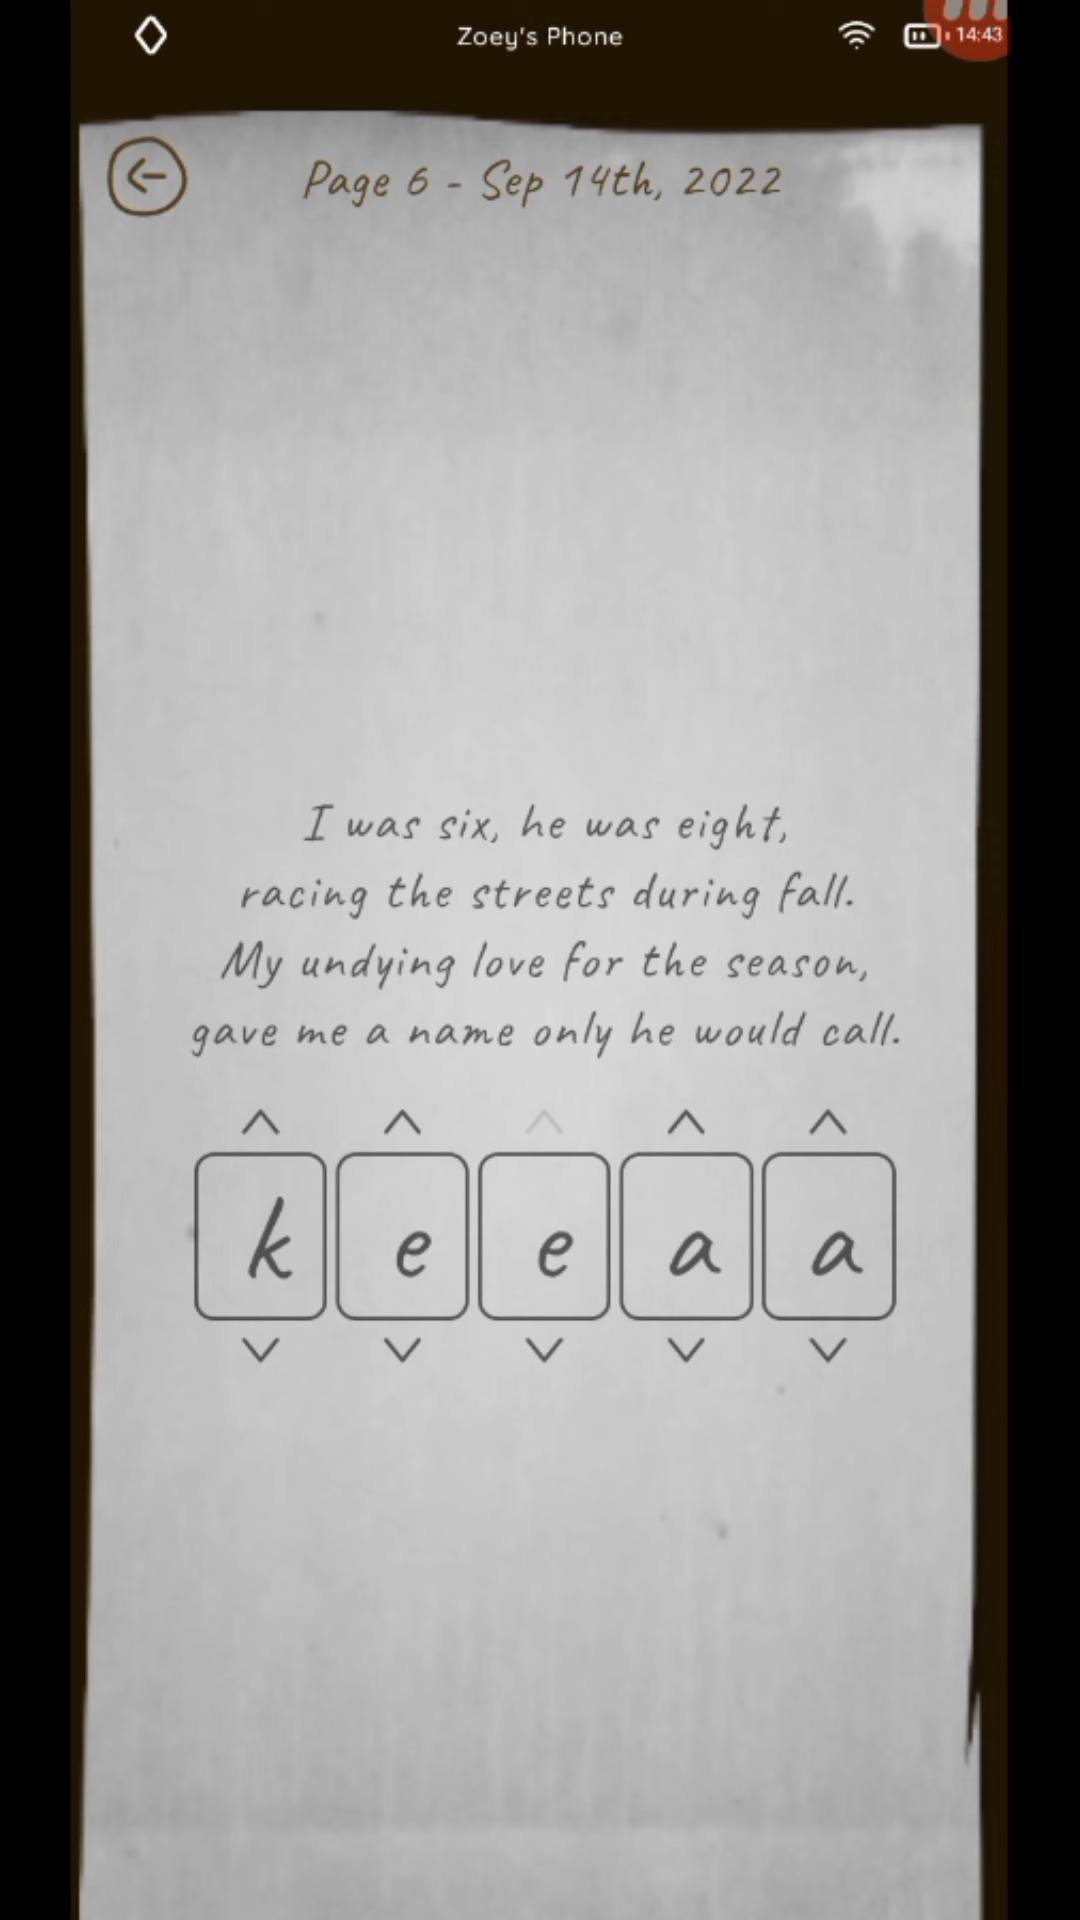 Zoey's Phone
14:43
Page 6 - Sep 14th, 2022
I was six, he was eight,
racing the streets during fall.
My undying love for the season,
gave me a name only he would call.
k e e a a